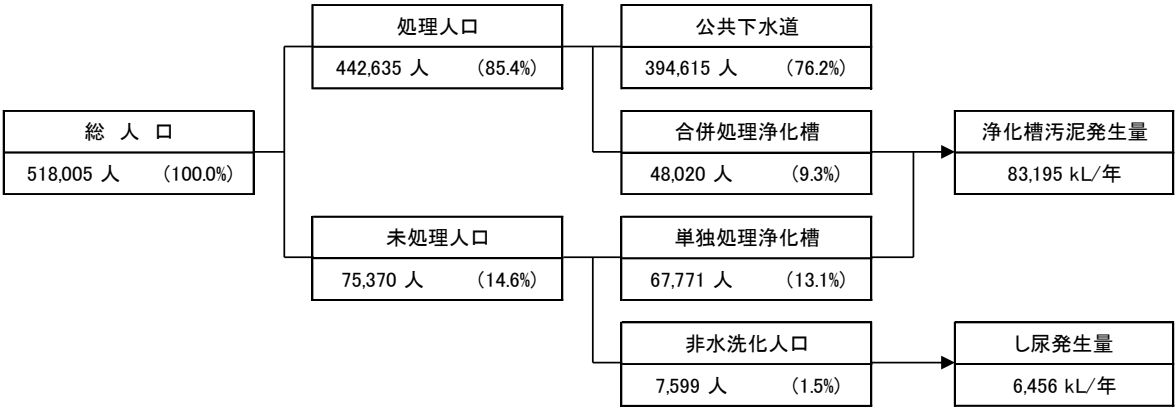 総 人 口
518,005 人 (100.0%)
処理人口
442,635 人 (85.4%)
未処理人口
75,370 人 (14.6%)
公共下水道
394,615 人 (76.2%)
合併処理浄化槽
48,020 人 (9.3%)
単独処理浄化槽
67,771 人 (13.1%)
非水洗化人口
7,599 人 (1.5%)
浄化槽汚泥発生量
83,195 kL/年
し尿発生量
6,456 kL/年